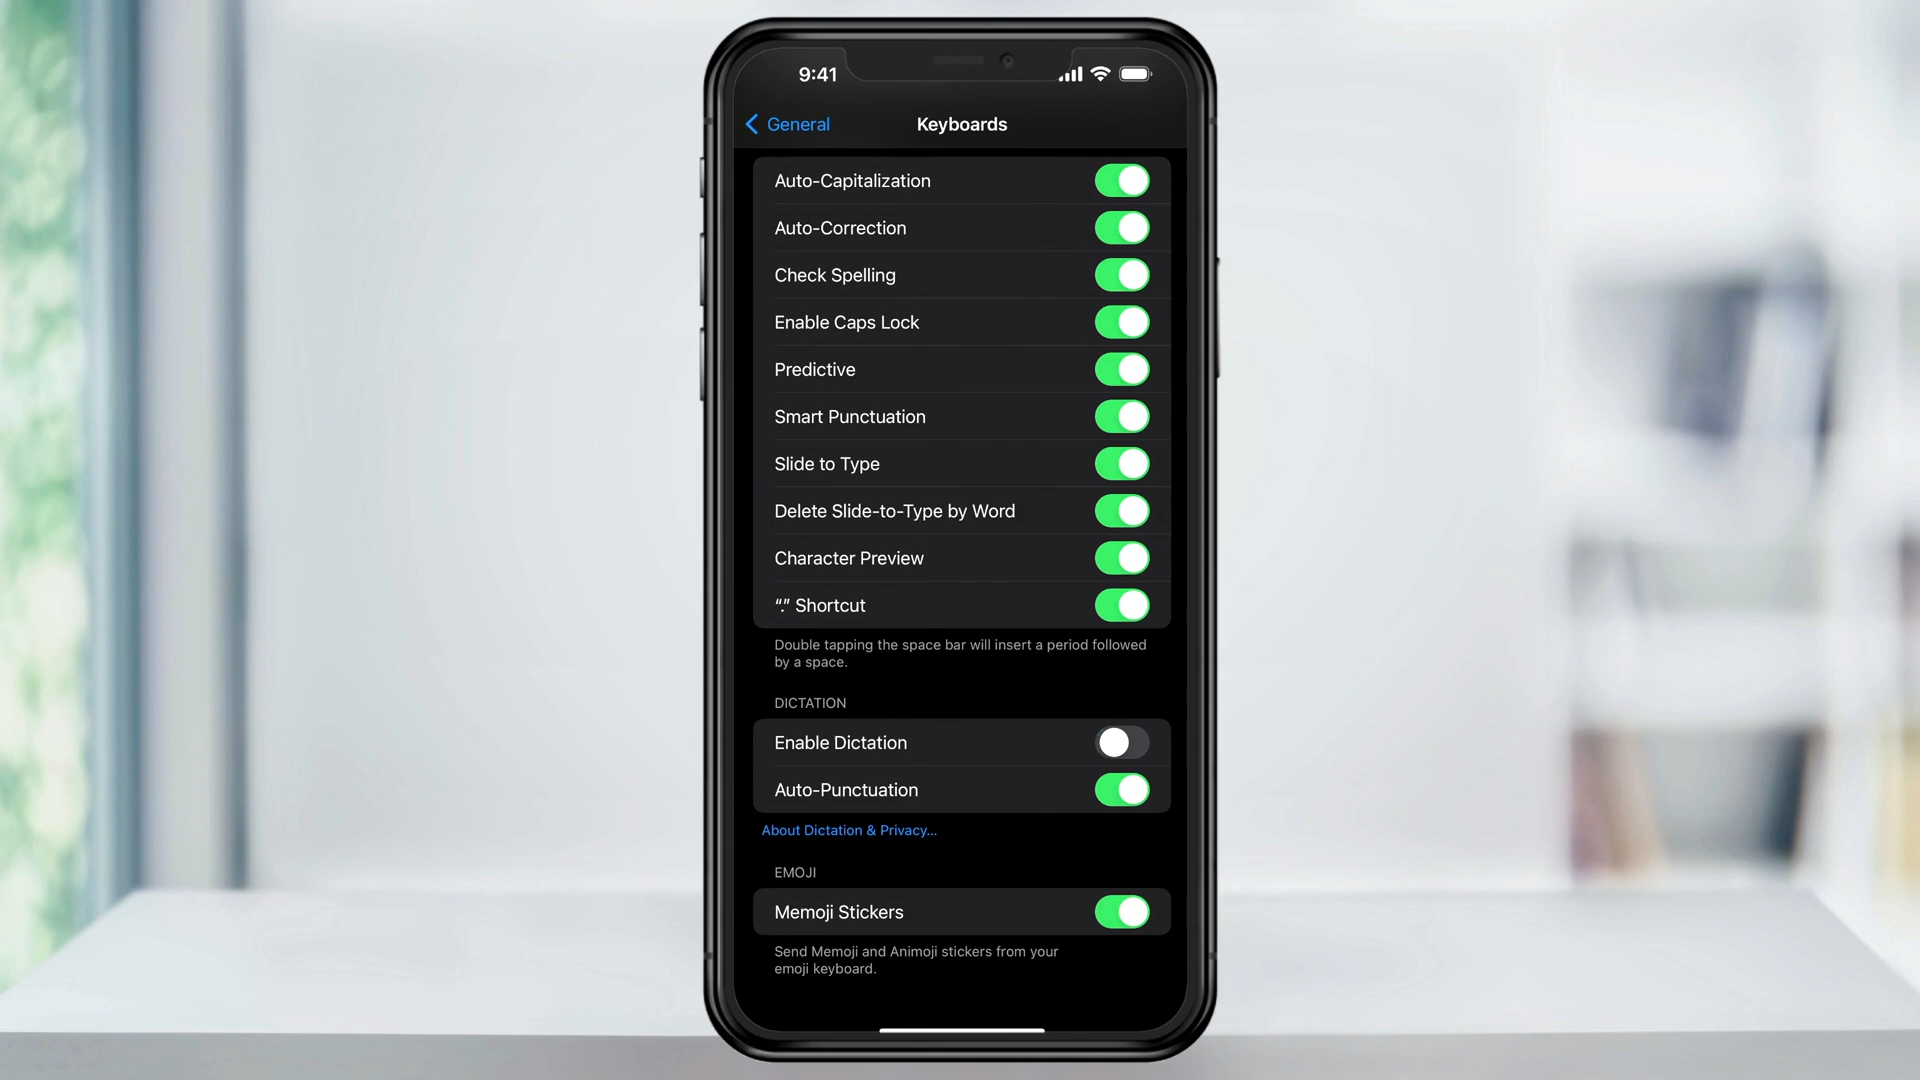 9:41
General
Keyboards
Auto-Capitalization
Auto-Correction
Check Spelling
Enable Caps Lock
Predictive
Smart Punctuation
Slide to Type
Delete Slide-to-Type by Word
Character Preview
“.” Shortcut
Double tapping the space bar will insert a period followed
by a space.
DICTATION
Enable Dictation
Auto-Punctuation
About Dictation & Privacy...
EMOJI
Memoji Stickers
Send Memoji and Animoji stickers from your
emoji keyboard.